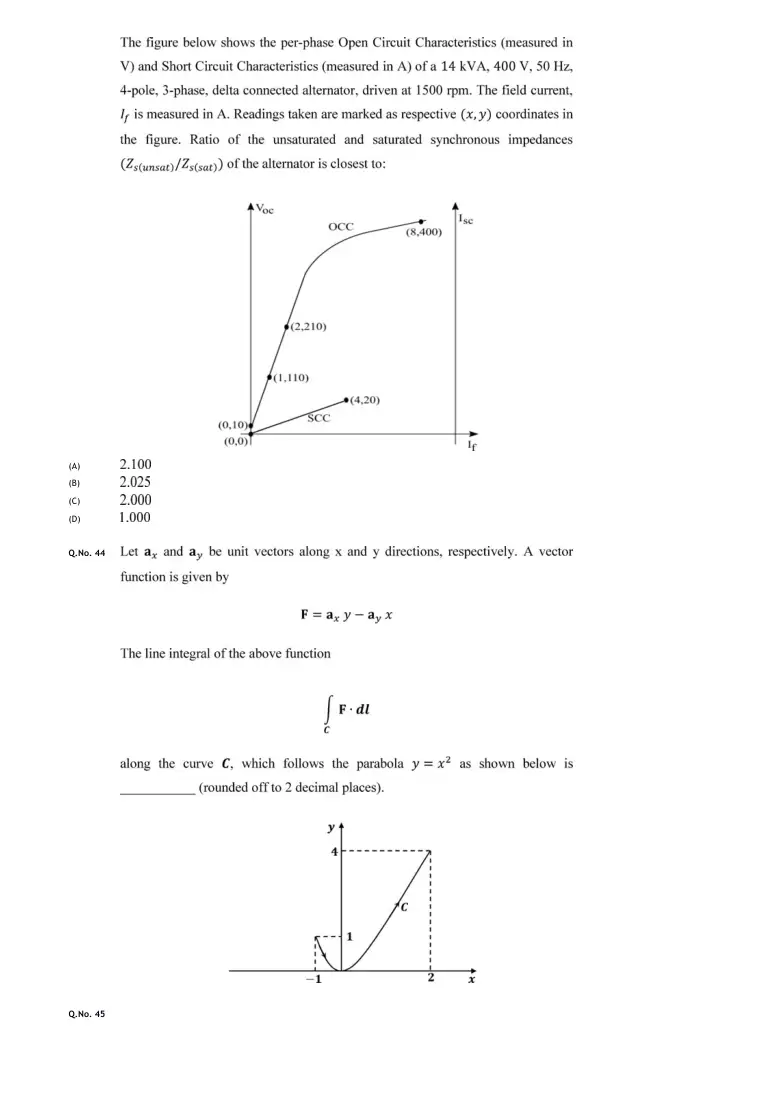 The figure below shows the per-phase Open Circuit Characteristics (measured in
V) and Short Circuit Characteristics (measured in A) of a 14 kVA, 400 V, 50 Hz,
4-pole, 3-phase, delta connected alternator, driven at 1500 rpm. The field current,
I_f is measured in A. Readings taken are marked as respective (x, y) coordinates in
the figure. Ratio of the unsaturated and saturated synchronous impedances
(Z_s(unsat)/Z_s(sat)) of the alternator is closest to:
V_OC
I_sc
OCC
(8,400)
(2,210)
(1,110)
(4,20)
SCC
(0,10)
(0,0)
I_f
(A) 2.100
(B) 2.025
(C) 2.000
(D) 1.000
Q.No. 44 Let a_x and a_y be unit vectors along x and y directions, respectively. A vector
function is given by
F = a_x y − a_y x
The line integral of the above function
∫_C F · dl
along the curve C, which follows the parabola y = x² as shown below is
____________ (rounded off to 2 decimal places).
y
4
C
1
−1
2
x
Q.No. 45